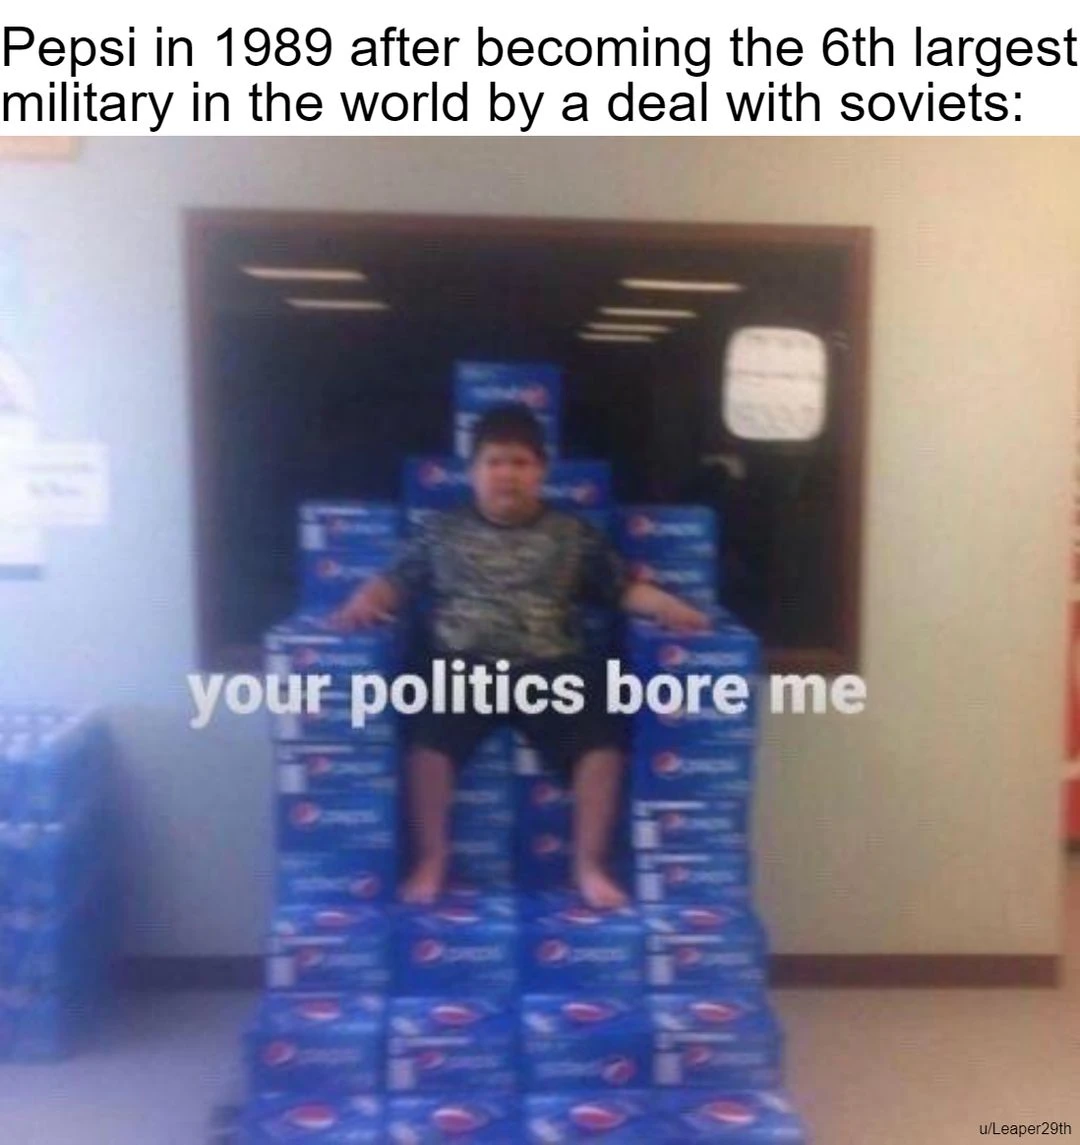 Pepsi in 1989 after becoming the 6th largest
military in the world by a deal with soviets:
your politics bore me
u/Leaper29th